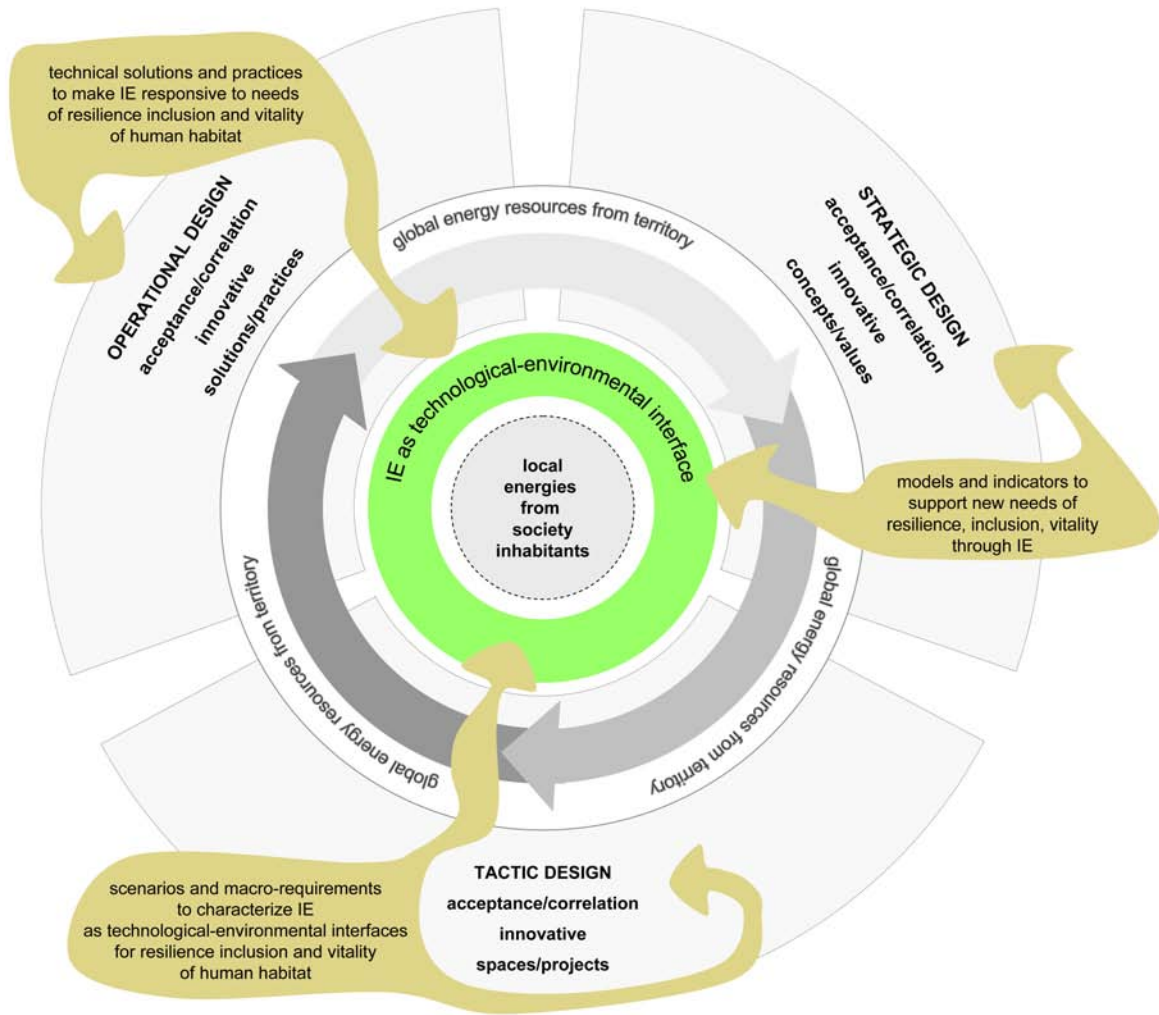 technical solutions and practices
to make IE responsive to needs
of resilience inclusion and vitality
of human habitat
OPERATIONAL DESIGN
acceptance/correlation
innovative
solutions/practices
STRATEGIC DESIGN
acceptance/correlation
innovative
concepts/values
global energy resources from territory
IE as technological-environmental interface
local
energies
from
society
inhabitants
models and indicators to
support new needs of
resilience, inclusion, vitality
through IE
global energy resources from territory
global energy resources from territory
TACTIC DESIGN
acceptance/correlation
innovative
spaces/projects
scenarios and macro-requirements
to characterize IE
as technological-environmental interfaces
for resilience inclusion and vitality
of human habitat